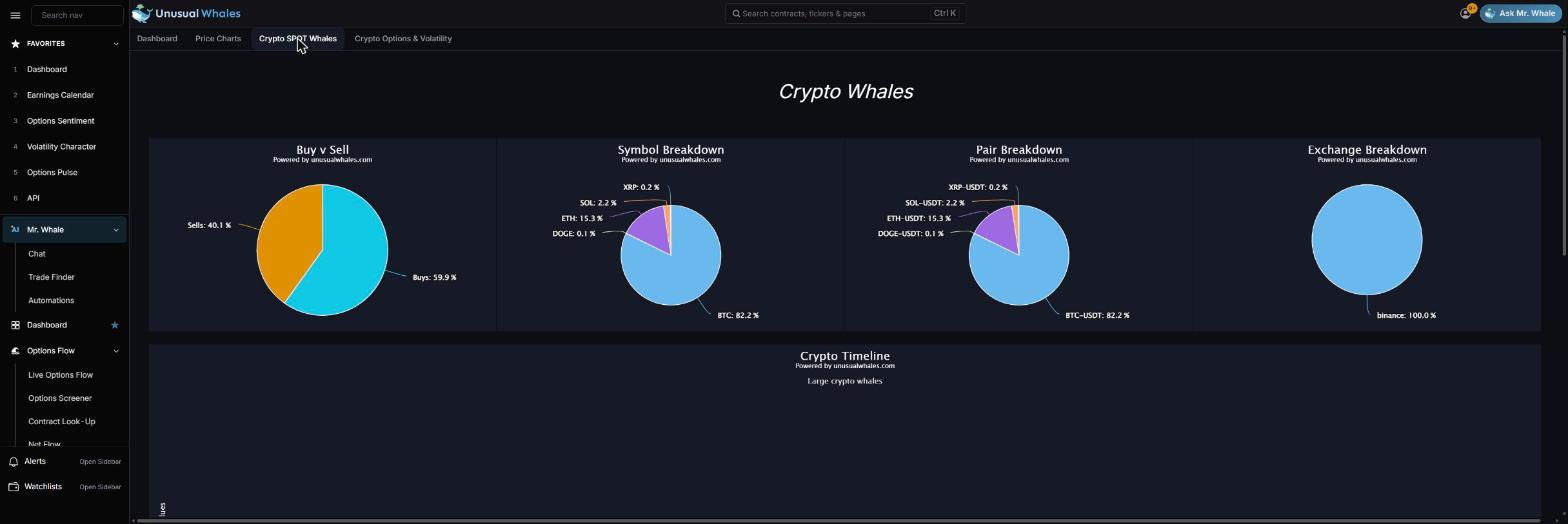 Search nav
Unusual Whales
Search contracts, tickers & pages
Ctrl K
9+
Ask Mr. Whale
FAVORITES
1 Dashboard
2 Earnings Calendar
3 Options Sentiment
4 Volatility Character
5 Options Pulse
6 API
AI Mr. Whale
Chat
Trade Finder
Automations
Dashboard
Options Flow
Live Options Flow
Options Screener
Contract Look-Up
Net Flow
Alerts Open Sidebar
Watchlists Open Sidebar
Dashboard Price Charts Crypto SPOT Whales Crypto Options & Volatility
Crypto Whales
Buy v Sell
Powered by unusualwhales.com
Sells: 40.1 %
Buys: 59.9 %
Symbol Breakdown
Powered by unusualwhales.com
XRP: 0.2 %
SOL: 2.2 %
ETH: 15.3 %
DOGE: 0.1 %
BTC: 82.2 %
Pair Breakdown
Powered by unusualwhales.com
XRP-USDT: 0.2 %
SOL-USDT: 2.2 %
ETH-USDT: 15.3 %
DOGE-USDT: 0.1 %
BTC-USDT: 82.2 %
Exchange Breakdown
Powered by unusualwhales.com
binance: 100.0 %
Crypto Timeline
Powered by unusualwhales.com
Large crypto whales